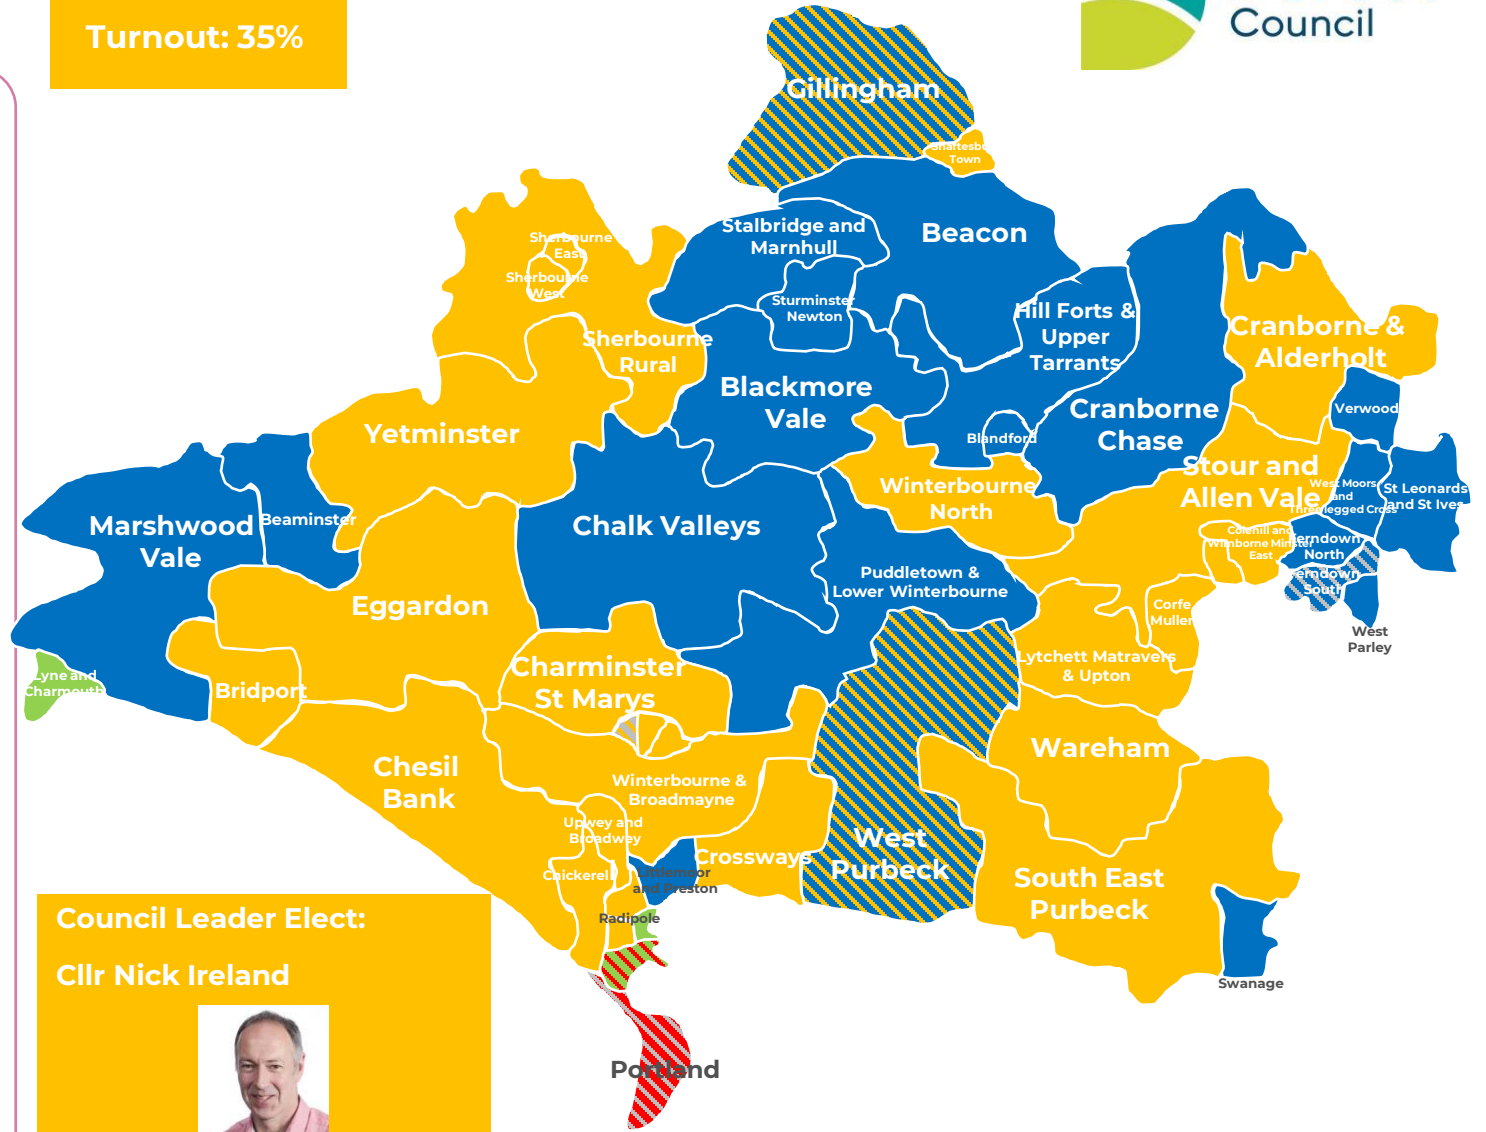 Turnout: 35%
Council
Gillingham
Shaftesbu
Town
Stalbridge and
Marnhull
Beacon
Sherbourne
East
Sherbourne
West
Sturminster
Newton
Hill Forts &
Upper
Tarrants
Cranborne &
Alderholt
Sherbourne
Rural
Blackmore
Vale
Cranborne
Chase
Verwood
Yetminster
Blandford
Stour and
Allen Vale
Winterbourne
North
West Moors
and
Three legged Cross
St Leonards
and St Ives
Marshwood
Vale
Beaminster
Chalk Valleys
Colehill and
Wimborne Minster
East
Ferndown
North
Ferndown
South
Puddletown &
Lower Winterbourne
Eggardon
Corfe
Muller
West
Parley
Lyne and
Charmouth
Bridport
Charminster
St Marys
Lytchett Matravers
& Upton
Chesil
Bank
Winterbourne &
Broadmayne
Wareham
Upwey and
Broadwey
Crossways
West
Purbeck
Chickerell
Littlemoor
and Preston
South East
Purbeck
Radipole
Swanage
Portland
Council Leader Elect:
Cllr Nick Ireland